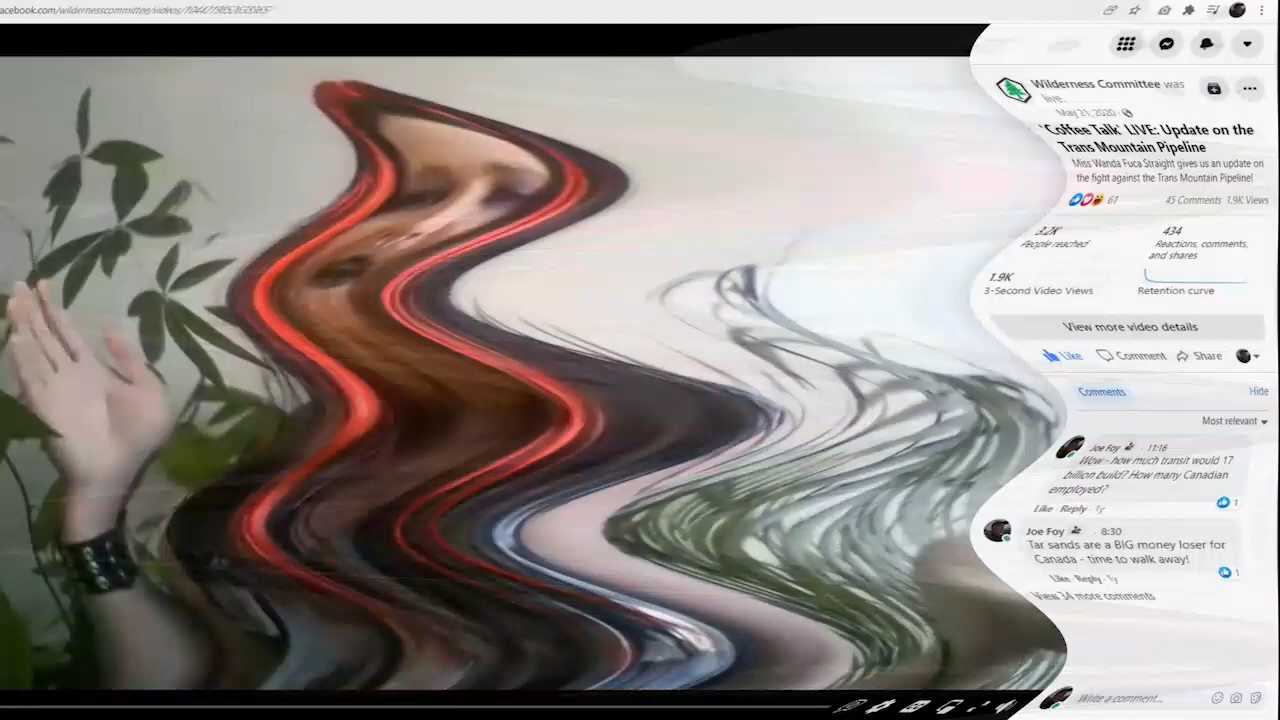 acebook.com/wildernesscommittee/videos/
Wilderness Committee was
live.
May 21, 2020
'Coffee Talk' LIVE: Update on the
Trans Mountain Pipeline
Miss Wanda Fuca Straight gives us an update on
the fight against the Trans Mountain Pipeline!
61
45 Comments 1.9K Views
3.2K
People reached
434
Reactions, comments,
and shares
1.9K
3-Second Video Views
Retention curve
View more video details
Like
Comment
Share
Comments
Hide
Most relevant
Joe Foy · 11:16
Wow - how much transit would 17
billion build? How many Canadian
employed?
Like · Reply · 1y
1
Joe Foy · 8:30
Tar sands are a BIG money loser for
Canada - time to walk away!
Like · Reply · 1y
1
View 34 more comments
Write a comment...